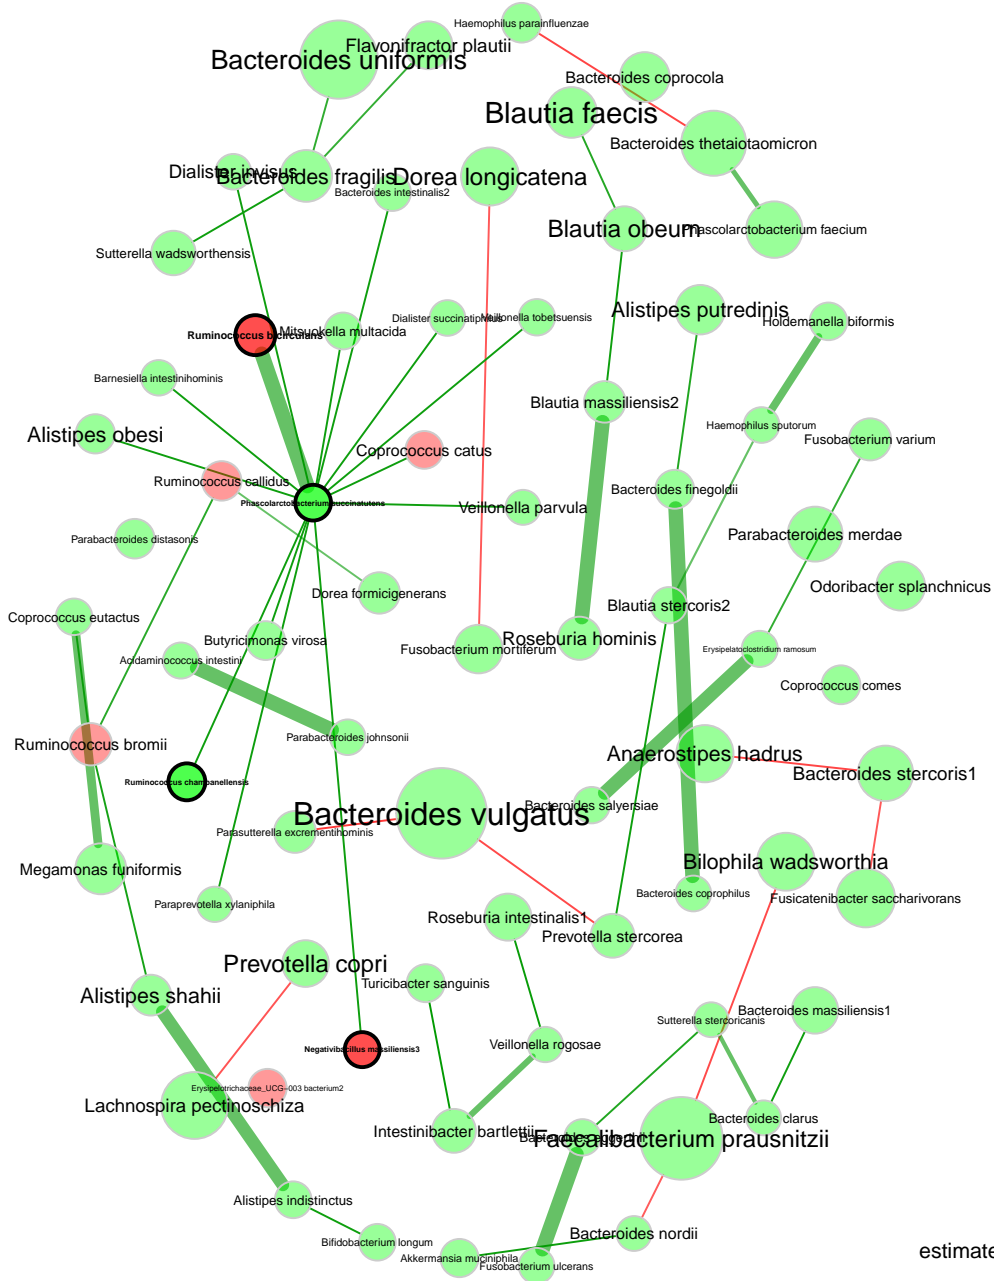 Haemophilus parainfluenzae
Flavonifractor plautii
Bacteroides uniformis
Bacteroides coprocola
Blautia faecis
Bacteroides thetaiotaomicron
Dialister invisus
Bacteroides fragilis
Dorea longicatena
Bacteroides intestinalis2
Blautia obeum
Phascolarctobacterium faecium
Sutterella wadsworthensis
Alistipes putredinis
Dialister succinatiphilus
Veillonella tobetsuensis
Holdemanella biformis
Ruminococcus bicirculans
Mitsuokella multacida
Barnesiella intestinihominis
Blautia massiliensis2
Haemophilus sputorum
Alistipes obesi
Fusobacterium varium
Coprococcus catus
Ruminococcus callidus
Bacteroides finegoldii
Phascolarctobacterium succinatutens
Veillonella parvula
Parabacteroides merdae
Parabacteroides distasonis
Odoribacter splanchnicus
Dorea formicigenerans
Blautia stercoris2
Coprococcus eutactus
Butyricimonas virosa
Roseburia hominis
Fusobacterium mortiferum
Erysipelatoclostridium ramosum
Acidaminococcus intestini
Coprococcus comes
Parabacteroides johnsonii
Ruminococcus bromii
Anaerostipes hadrus
Bacteroides stercoris1
Ruminococcus champanellensis
Bacteroides salyersiae
Bacteroides vulgatus
Parasutterella excrementihominis
Bilophila wadsworthia
Megamonas funiformis
Bacteroides coprophilus
Fusicatenibacter saccharivorans
Paraprevotella xylaniphila
Roseburia intestinalis1
Prevotella stercorea
Prevotella copri
Turicibacter sanguinis
Alistipes shahii
Bacteroides massiliensis1
Sutterella stercoricanis
Negativibacillus massiliensis3
Veillonella rogosae
Erysipelotrichaceae_UCG−003 bacterium2
Lachnospira pectinoschiza
Bacteroides clarus
Intestinibacter bartlettii
Bacteroides eggerthii
Faecalibacterium prausnitzii
Alistipes indistinctus
Bacteroides nordii
Bifidobacterium longum
Akkermansia muciniphila
Fusobacterium ulcerans
estimate